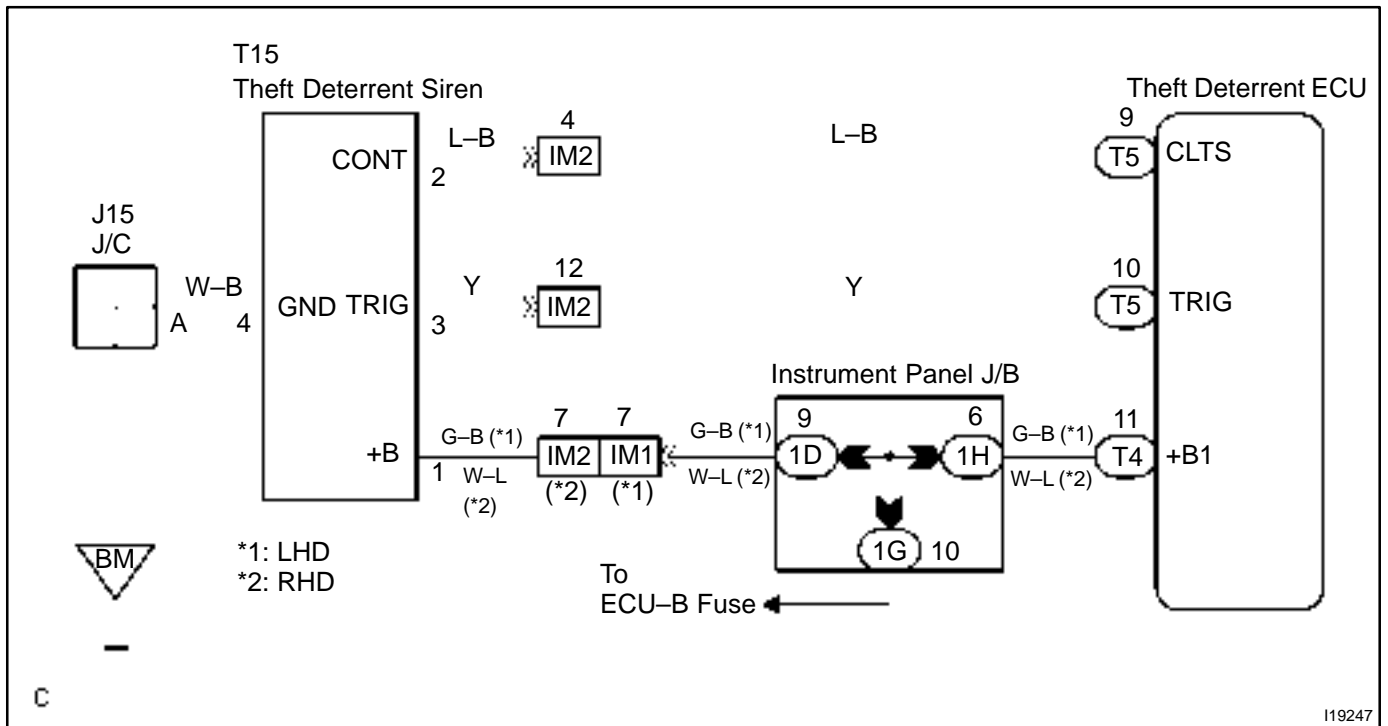 T15
Theft Deterrent Siren
Theft Deterrent ECU
CONT
2
L–B
4
IM2
L–B
9
T5
CLTS
J15
J/C
A
W–B
4
GND
TRIG
3
Y
12
IM2
Y
10
T5
TRIG
Instrument Panel J/B
+B
1
G–B (*1)
W–L
(*2)
7
7
IM2
IM1
(*2)
(*1)
G–B (*1)
W–L (*2)
9
1D
6
1H
G–B (*1)
W–L (*2)
11
T4
+B1
1G
10
To
ECU–B Fuse
BM
*1: LHD
*2: RHD
C
I19247